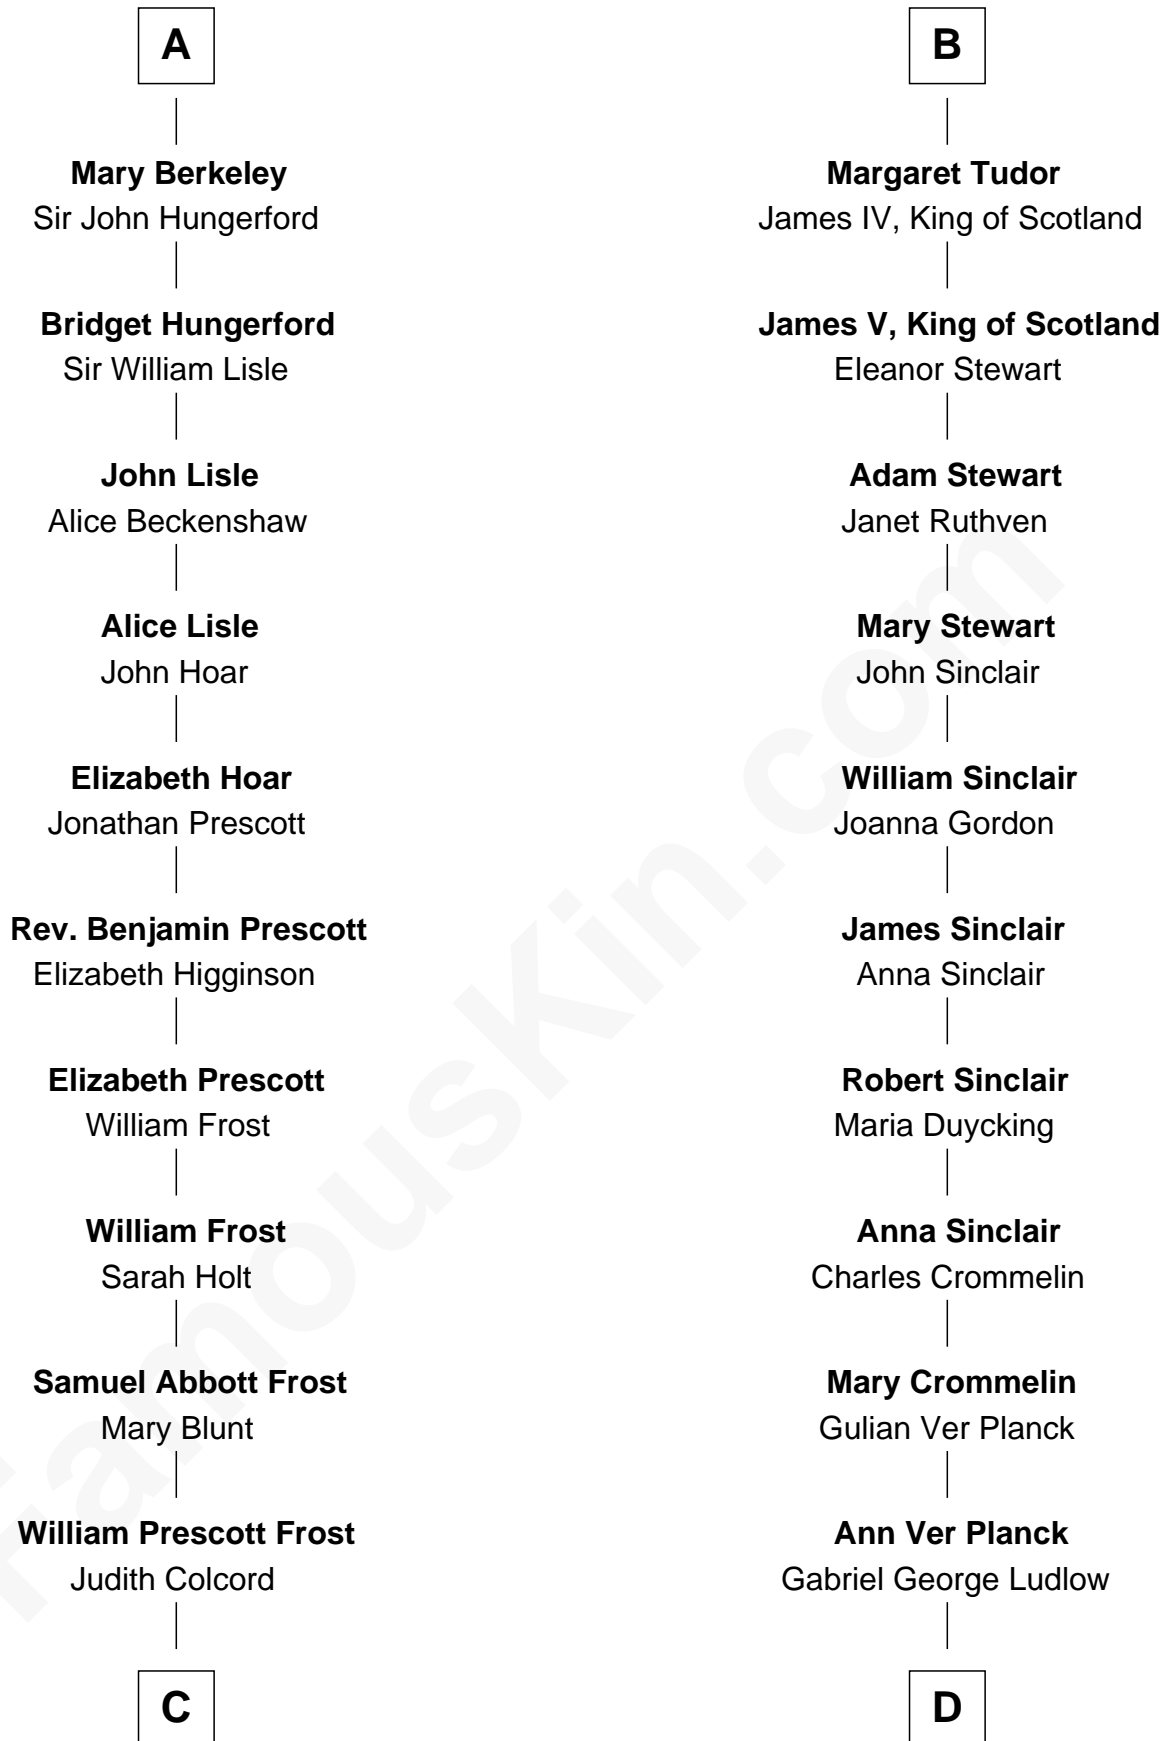 A
Mary Berkeley
Sir John Hungerford
Bridget Hungerford
Sir William Lisle
John Lisle
Alice Beckenshaw
Alice Lisle
John Hoar
Elizabeth Hoar
Jonathan Prescott
Rev. Benjamin Prescott
Elizabeth Higginson
Elizabeth Prescott
William Frost
William Frost
Sarah Holt
Samuel Abbott Frost
Mary Blunt
William Prescott Frost
Judith Colcord
C
B
Margaret Tudor
James IV, King of Scotland
James V, King of Scotland
Eleanor Stewart
Adam Stewart
Janet Ruthven
Mary Stewart
John Sinclair
William Sinclair
Joanna Gordon
James Sinclair
Anna Sinclair
Robert Sinclair
Maria Duycking
Anna Sinclair
Charles Crommelin
Mary Crommelin
Gulian Ver Planck
Ann Ver Planck
Gabriel George Ludlow
D
FamousKin.com